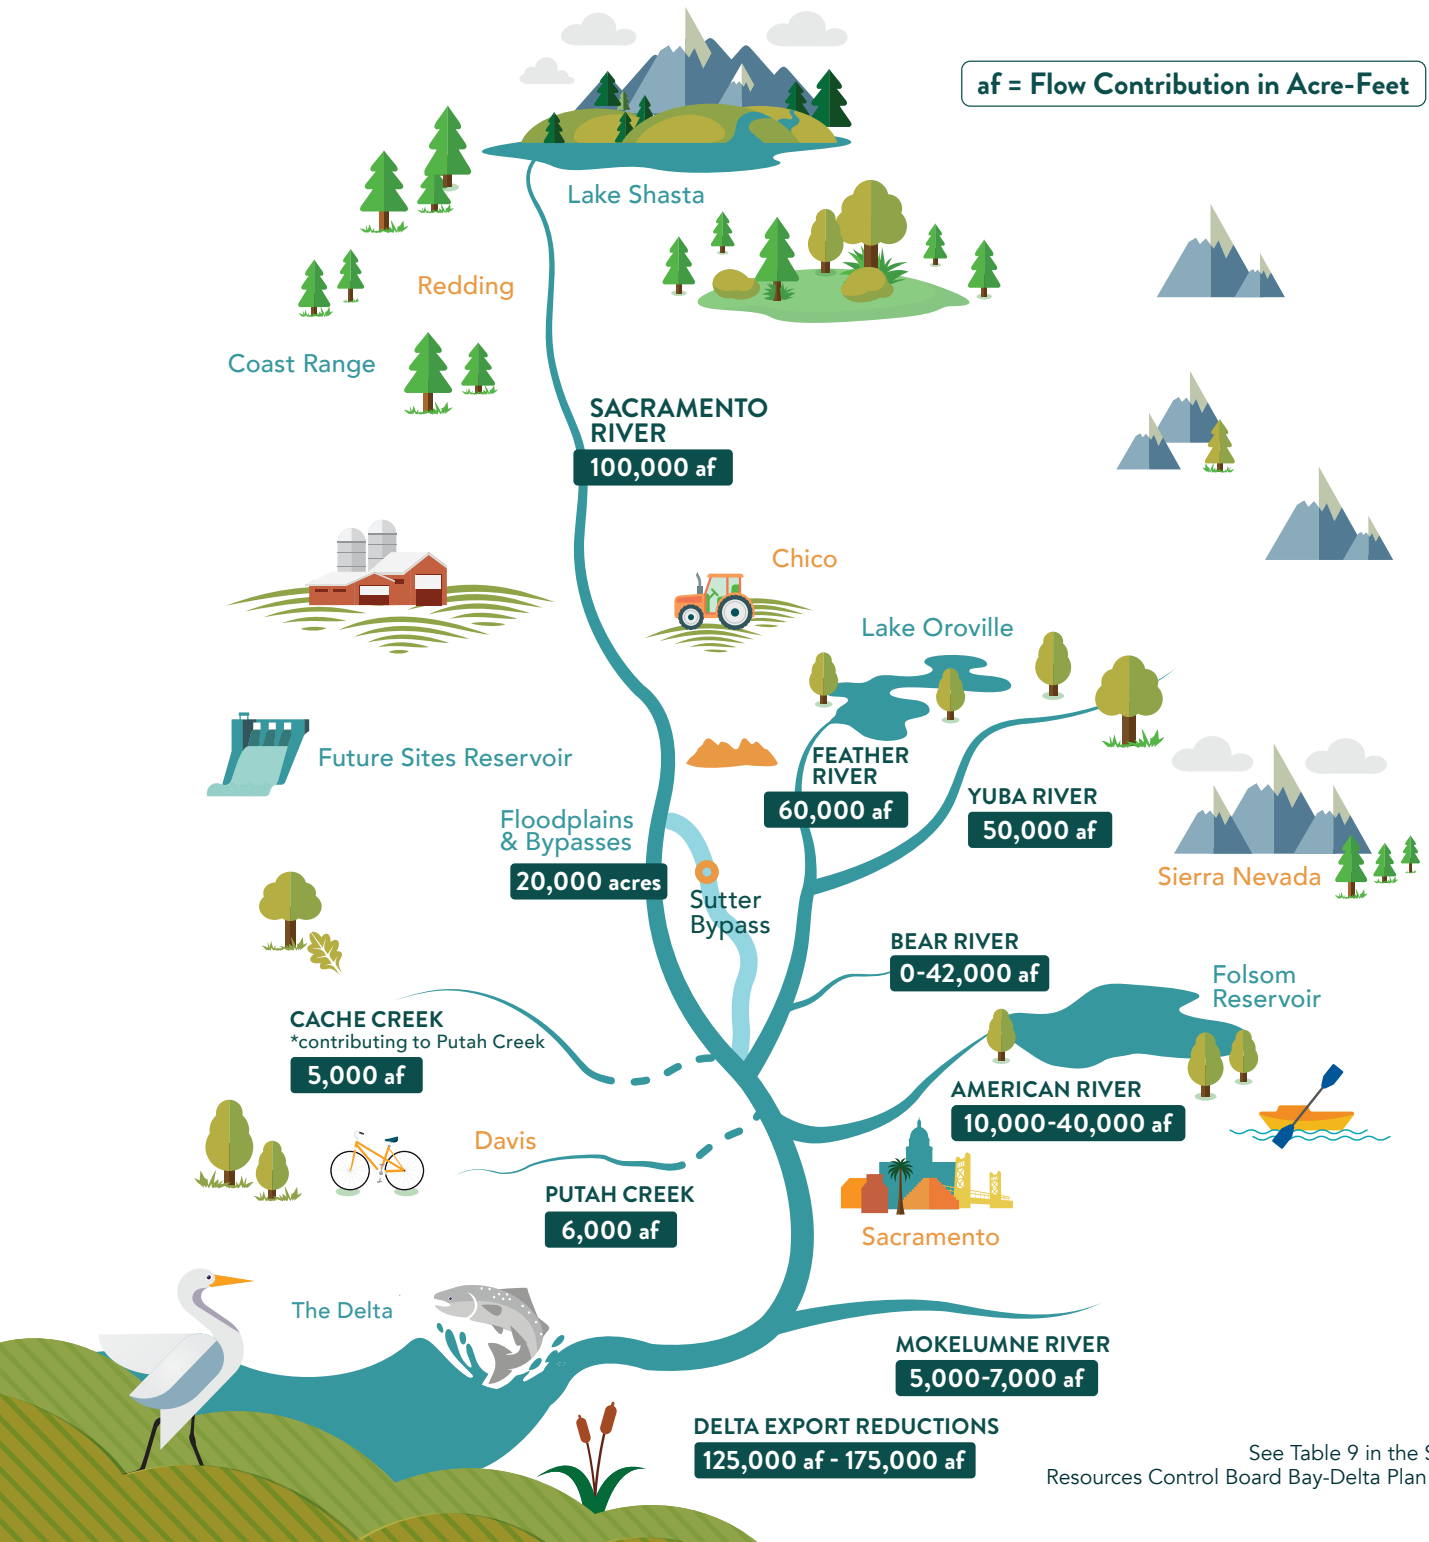 af = Flow Contribution in Acre-Feet
Lake Shasta
Redding
Coast Range
SACRAMENTO
RIVER
100,000 af
Chico
Lake Oroville
FEATHER
RIVER
60,000 af
Future Sites Reservoir
YUBA RIVER
50,000 af
Floodplains
& Bypasses
20,000 acres
Sutter
Bypass
Sierra Nevada
BEAR RIVER
0-42,000 af
Folsom
Reservoir
CACHE CREEK
*contributing to Putah Creek
5,000 af
AMERICAN RIVER
10,000-40,000 af
Davis
PUTAH CREEK
6,000 af
Sacramento
The Delta
MOKELUMNE RIVER
5,000-7,000 af
DELTA EXPORT REDUCTIONS
125,000 af - 175,000 af
See Table 9 in the
Resources Control Board Bay-Delta Plan